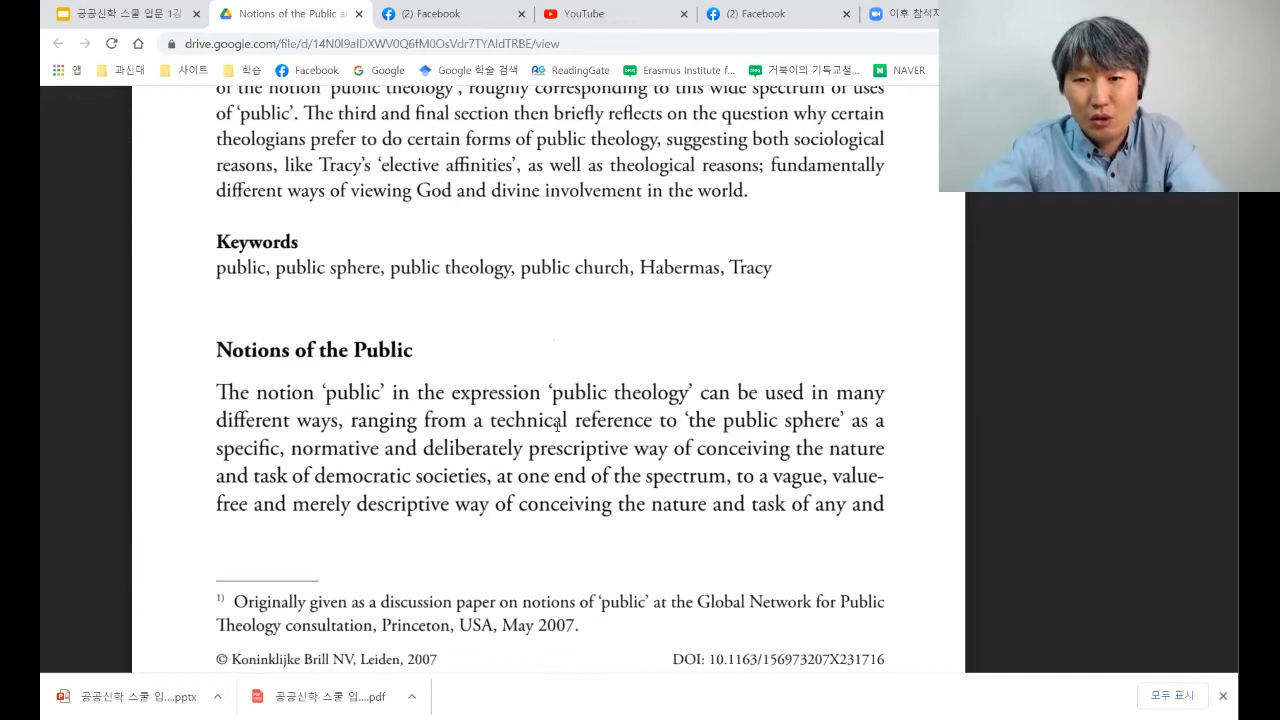 공공신학 스쿨 입문 1강
Notions of the Public a
(2) Facebook
YouTube
(2) Facebook
이후 참석자
drive.google.com/file/d/14N0l9aIDXWV0Q6fM0OsVdr7TYAldTRBE/view
앱 과신대 사이트 학습 Facebook Google Google 학술 검색 ReadingGate Erasmus Institute f... 거북이의 기독교철... NAVER
of the notion 'public theology', roughly corresponding to this wide spectrum of uses
of ‘public’. The third and final section then briefly reflects on the question why certain
theologians prefer to do certain forms of public theology, suggesting both sociological
reasons, like Tracy’s ‘elective affinities’, as well as theological reasons; fundamentally
different ways of viewing God and divine involvement in the world.
Keywords
public, public sphere, public theology, public church, Habermas, Tracy
Notions of the Public
The notion ‘public’ in the expression ‘public theology’ can be used in many
different ways, ranging from a technical reference to ‘the public sphere’ as a
specific, normative and deliberately prescriptive way of conceiving the nature
and task of democratic societies, at one end of the spectrum, to a vague, value-
free and merely descriptive way of conceiving the nature and task of any and
1) Originally given as a discussion paper on notions of ‘public’ at the Global Network for Public
Theology consultation, Princeton, USA, May 2007.
© Koninklijke Brill NV, Leiden, 2007 DOI: 10.1163/156973207X231716
공공신학 스쿨 입....pptx
공공신학 스쿨 입....pdf
모두 표시